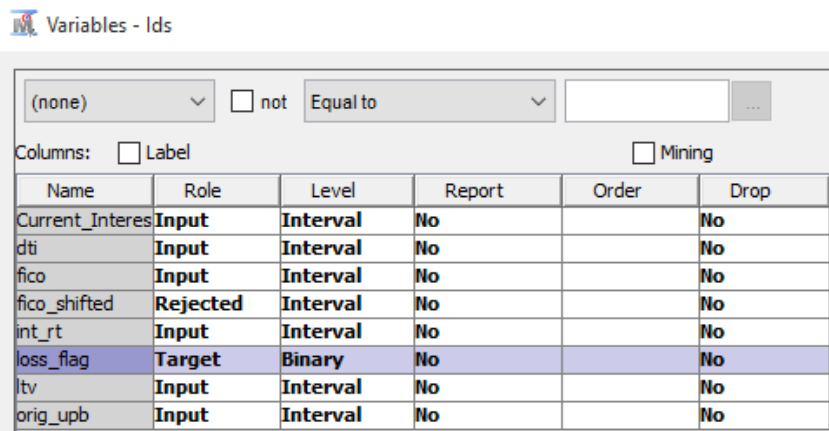 Variables - Ids
(none) not Equal to ...
Columns: Label Mining
Name Role Level Report Order Drop
Current_Interes Input Interval No No
dti Input Interval No No
fico Input Interval No No
fico_shifted Rejected Interval No No
int_rt Input Interval No No
loss_flag Target Binary No No
ltv Input Interval No No
orig_upb Input Interval No No